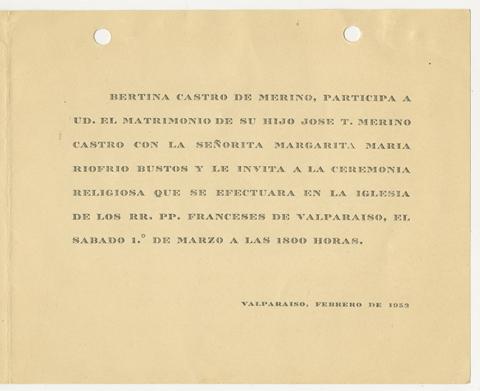 BERTINA CASTRO DE MERINO, PARTICIPA A
UD. EL MATRIMONIO DE SU HIJO JOSE T. MERINO
CASTRO CON LA SEÑORITA MARGARITA MARIA
RIOFRIO BUSTOS Y LE INVITA A LA CEREMONIA
RELIGIOSA QUE SE EFECTUARA EN LA IGLESIA
DE LOS RR. PP. FRANCESES DE VALPARAISO, EL
SABADO 1.° DE MARZO A LAS 1800 HORAS.
VALPARAISO, FEBRERO DE 1952